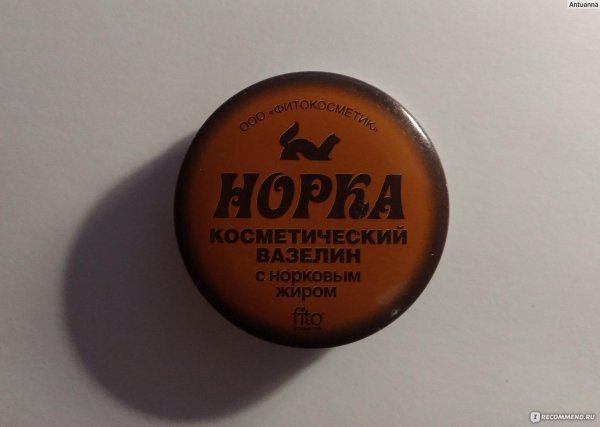 Antuanna
ООО «ФИТОКОСМЕТИК»
НОРКА
КОСМЕТИЧЕСКИЙ
ВАЗЕЛИН
С НОРКОВЫМ
ЖИРОМ
fito
IRECOMMEND.RU